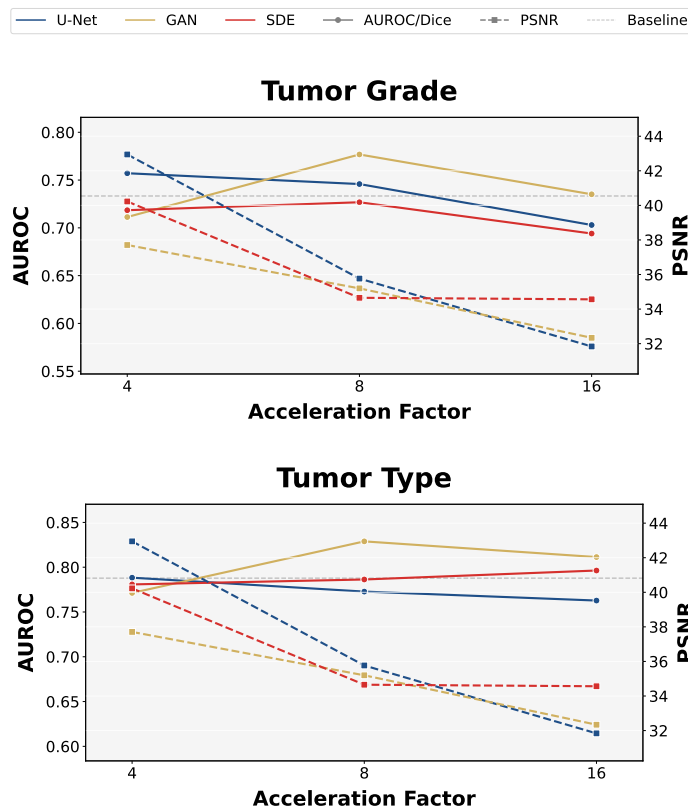 U-Net GAN SDE AUROC/Dice PSNR Baseline
Tumor Grade
0.80
0.75
0.70
0.65
0.60
0.55
AUROC
44
42
40
38
36
34
32
PSNR
4 8 16
Acceleration Factor
Tumor Type
0.85
0.80
0.75
0.70
0.65
0.60
AUROC
44
42
40
38
36
34
32
PSNR
4 8 16
Acceleration Factor